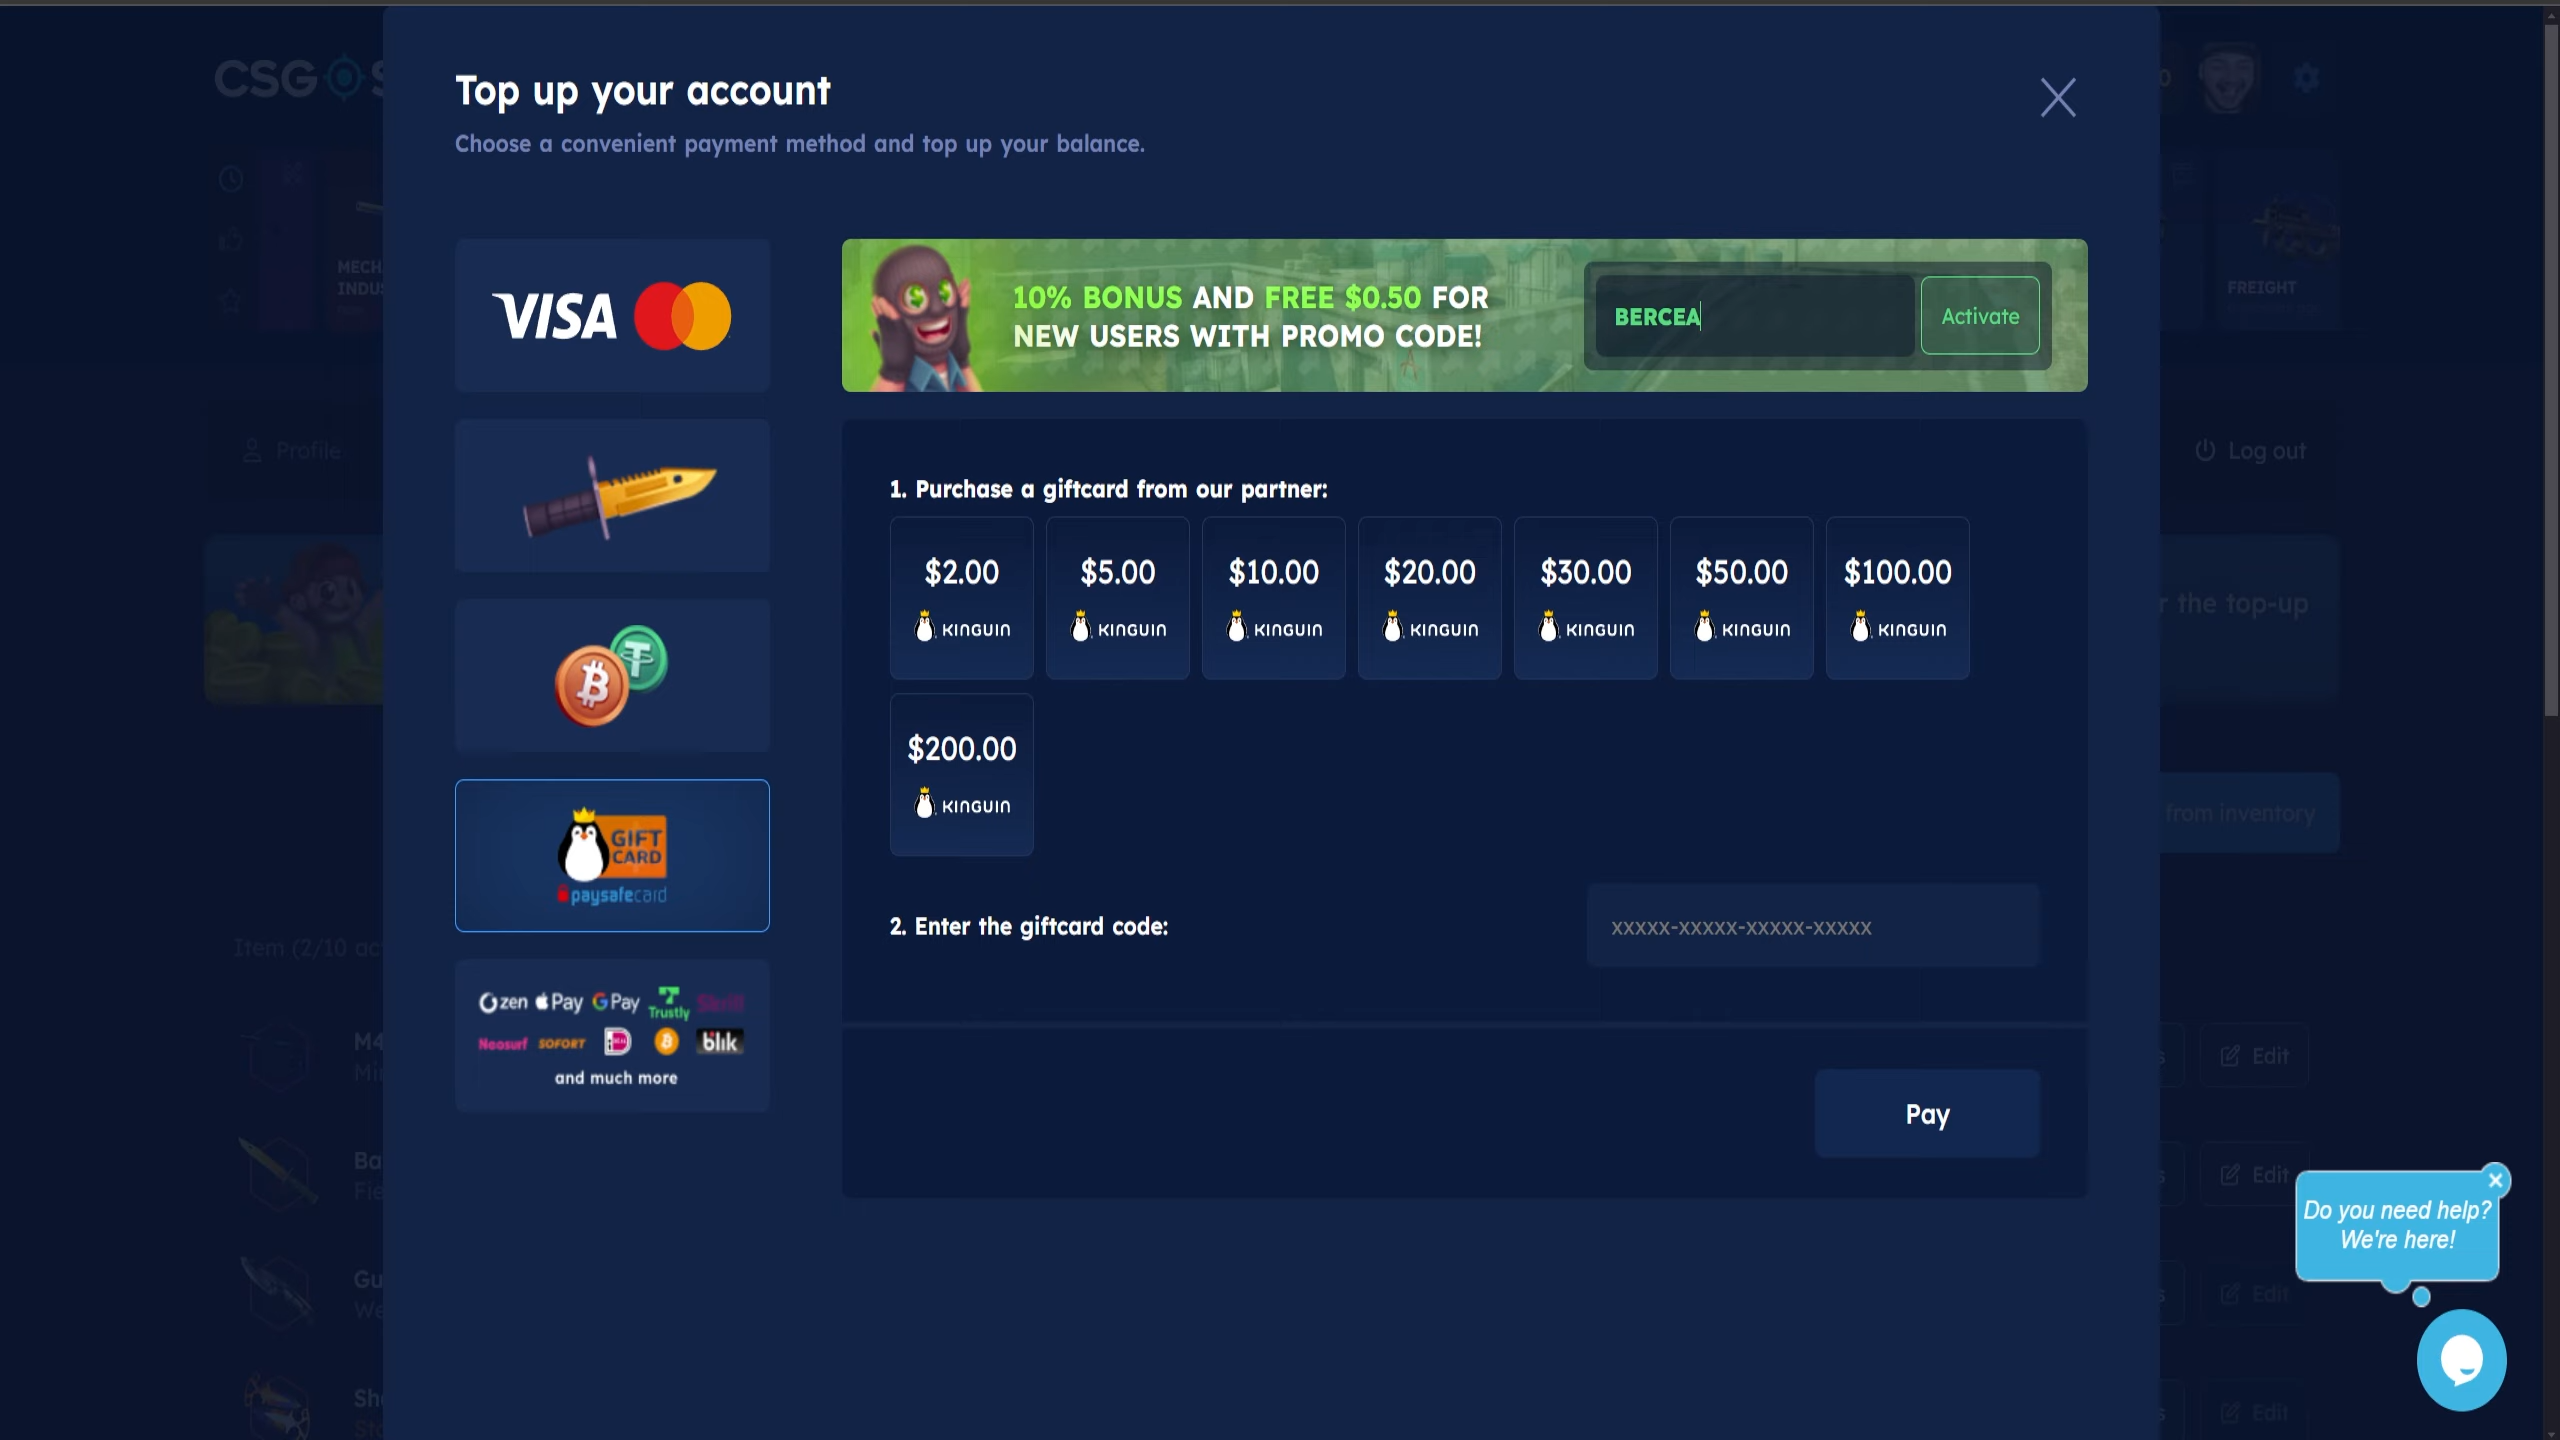 CSG
Top up your account
Choose a convenient payment method and top up your balance.
VISA
10% BONUS AND FREE $0.50 FOR
NEW USERS WITH PROMO CODE!
BERCEA
Activate
FREIGHT
Profile
Log out
1. Purchase a giftcard from our partner:
$2.00 $5.00 $10.00 $20.00 $30.00 $50.00 $100.00
KINGUIN KINGUIN KINGUIN KINGUIN KINGUIN KINGUIN KINGUIN
the top-up
$200.00
KINGUIN
from inventory
GIFT
CARD
paysafecard
2. Enter the giftcard code:
xxxxx-xxxxx-xxxxx-xxxxx
Item (2/10
zen Pay G Pay Trustly Skrill
Neosurf SOFORT blik
and much more
Pay
Edit
Edit
Edit
Edit
Do you need help?
We're here!